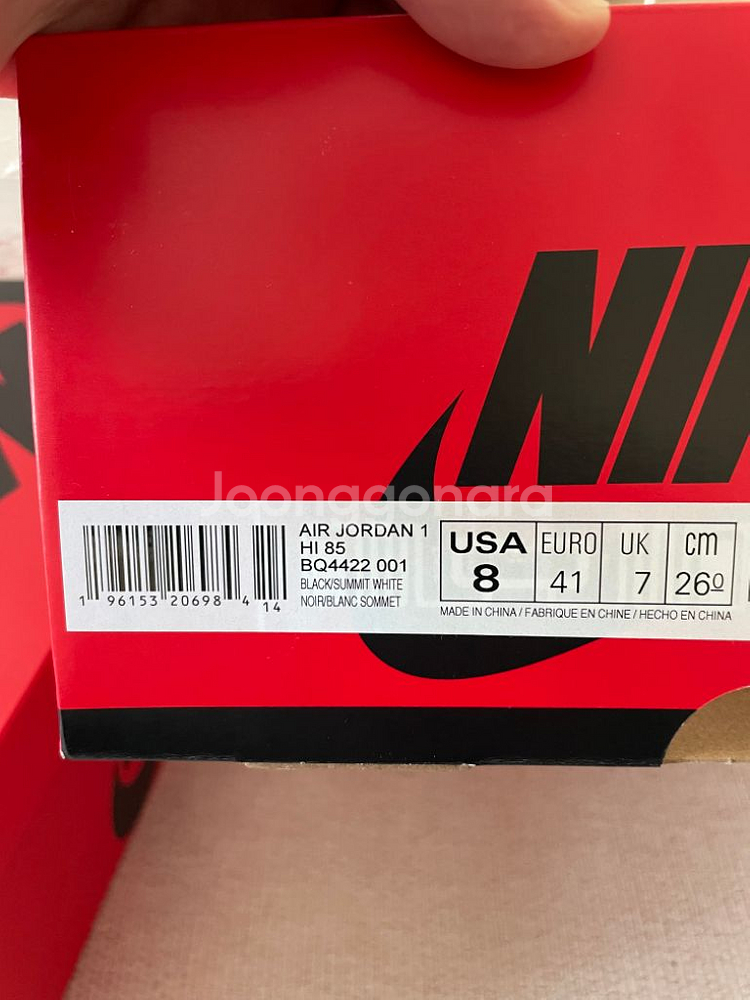 NIK
Joonggonara
AIR JORDAN 1
HI 85
BQ4422 001
BLACK/SUMMIT WHITE
NOIR/BLANC SOMMET
1 96153 20698 4 14
USA EURO UK cm
8 41 7 260
MADE IN CHINA / FABRIQUE EN CHINE / HECHO EN CHINA